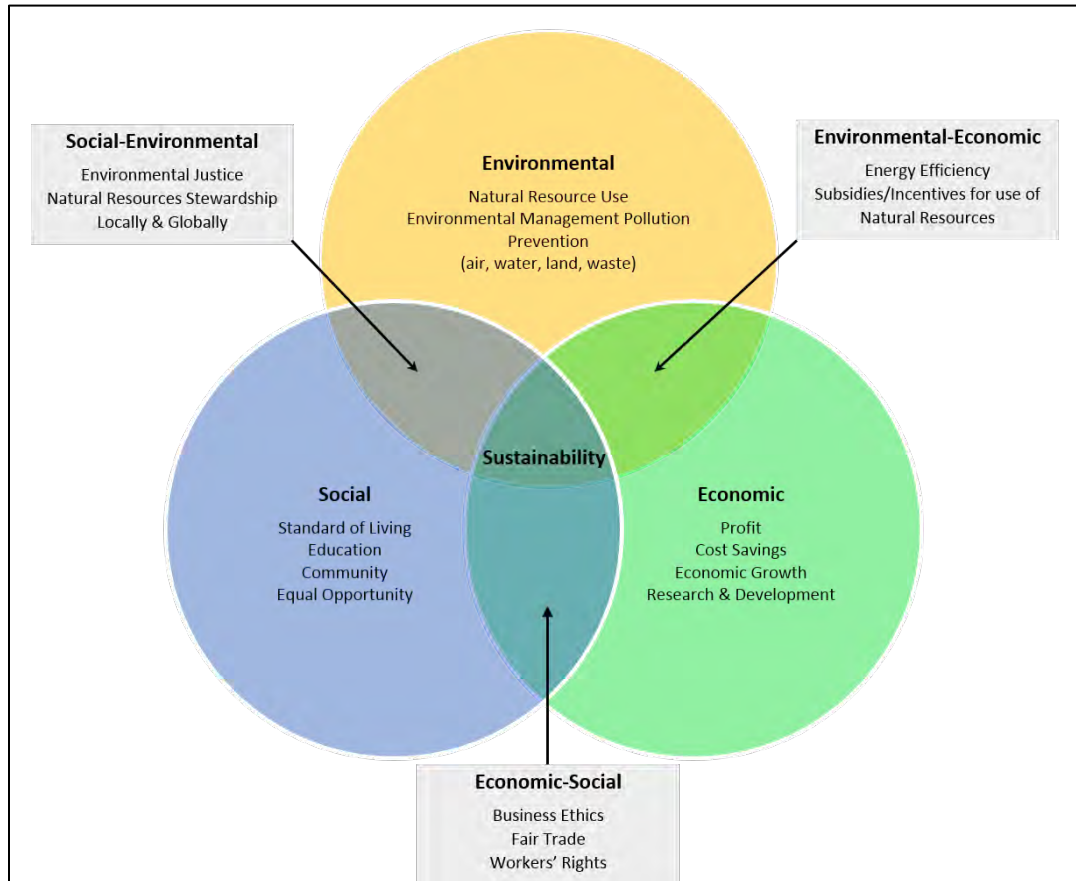 Social-Environmental
Environmental Justice
Natural Resources Stewardship
Locally & Globally
Environmental
Natural Resource Use
Environmental Management Pollution
Prevention
(air, water, land, waste)
Environmental-Economic
Energy Efficiency
Subsidies/Incentives for use of
Natural Resources
Sustainability
Social
Standard of Living
Education
Community
Equal Opportunity
Economic
Profit
Cost Savings
Economic Growth
Research & Development
Economic-Social
Business Ethics
Fair Trade
Workers’ Rights